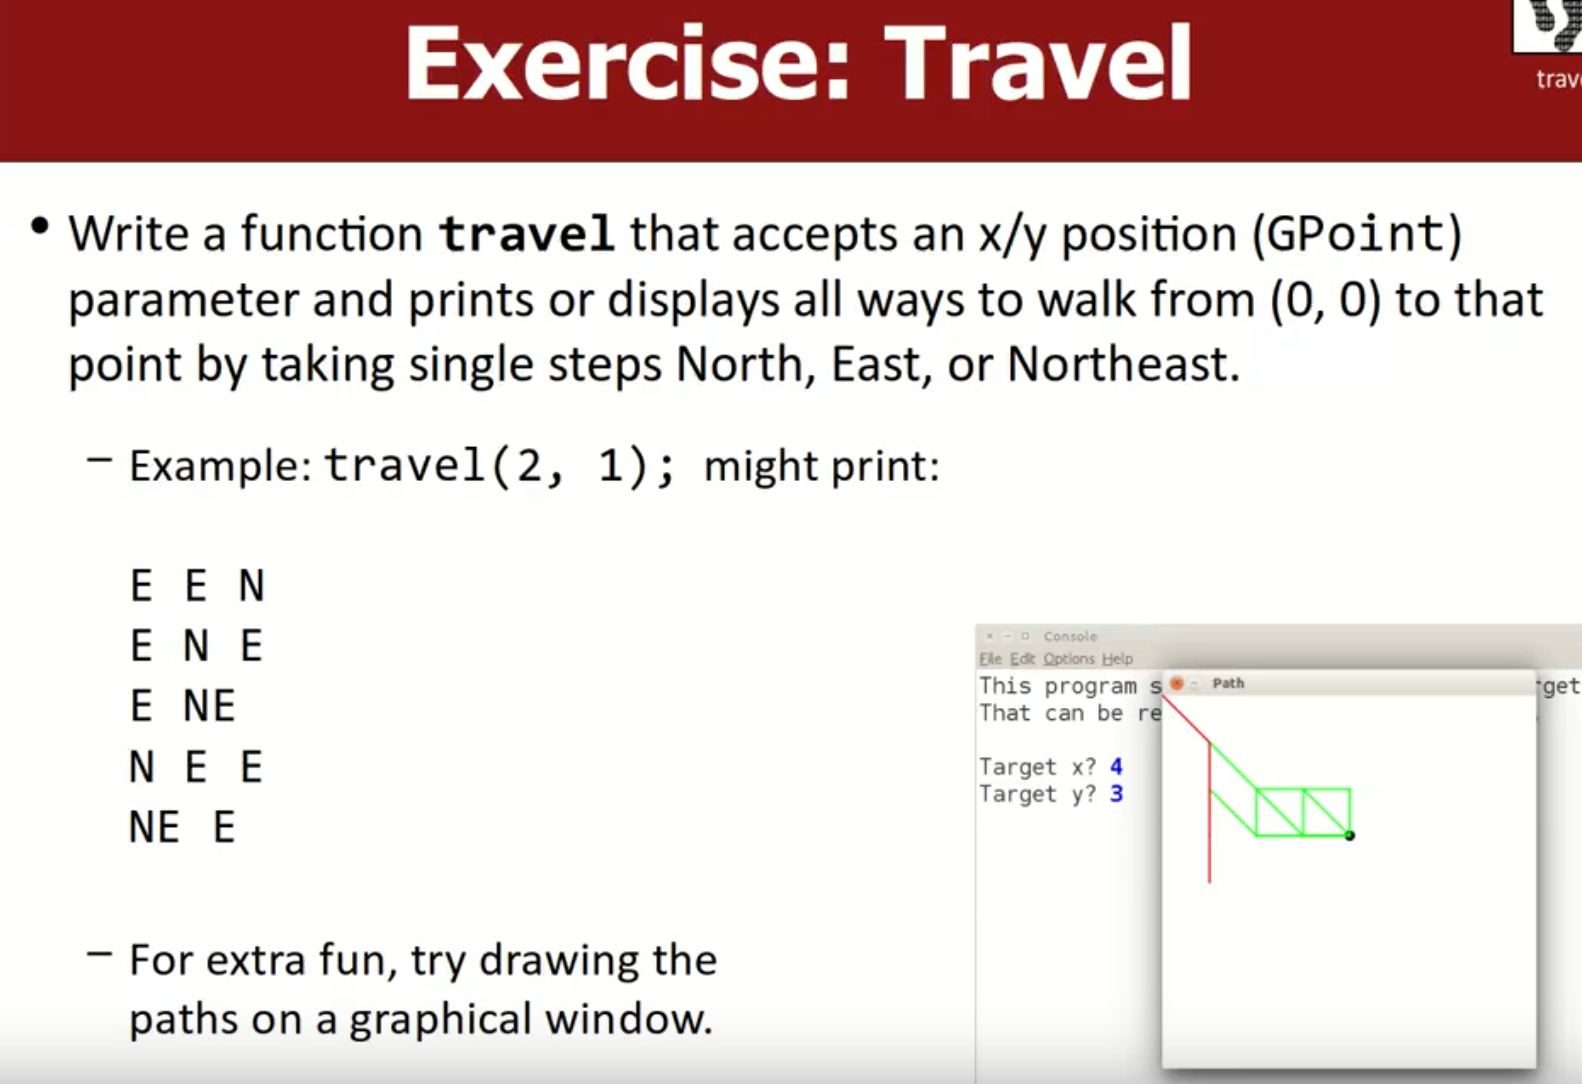 Exercise: Travel
• Write a function travel that accepts an x/y position (GPoint)
parameter and prints or displays all ways to walk from (0, 0) to that
point by taking single steps North, East, or Northeast.
– Example: travel(2, 1); might print:
E E N
E N E
E NE
N E E
NE E
– For extra fun, try drawing the
paths on a graphical window.
Console
File Edit Options Help
This program
That can be
Target x? 4
Target y? 3
Path